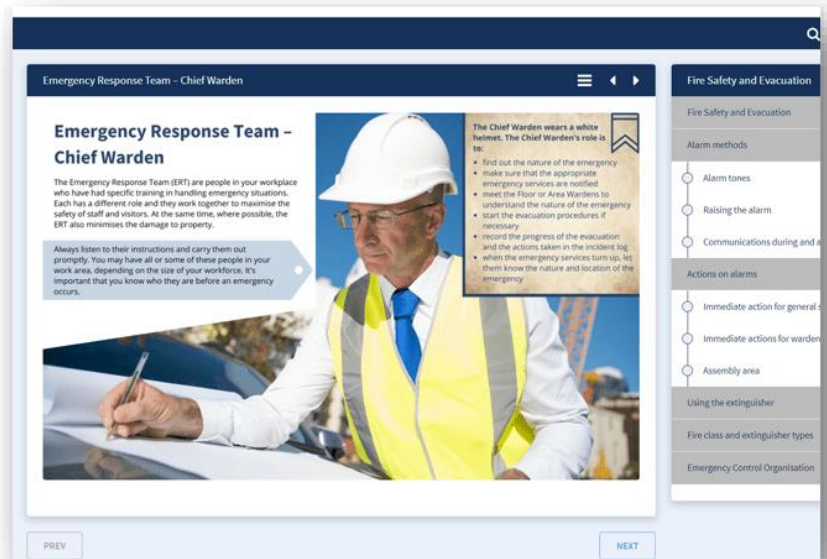 Emergency Response Team – Chief Warden
Emergency Response Team –
Chief Warden
The Emergency Response Team (ERT) are people in your workplace
who have had specific training in handling emergency situations.
Each has a different role and they work together to maximise the
safety of staff and visitors. At the same time, where possible, the
ERT also minimises the damage to property.
Always listen to their instructions and carry them out
promptly. You may have all or some of these people in your
work area, depending on the size of your workforce. It's
important that you know who they are before an emergency
occurs.
The Chief Warden wears a white
helmet. The Chief Warden's role is
to:
• find out the nature of the emergency
• make sure that the appropriate
emergency services are notified
• meet the Floor or Area Wardens to
understand the nature of the emergency
• start the evacuation procedures if
necessary
• record the progress of the evacuation
and the actions taken in the incident log
• when the emergency services turn up, let
them know the nature and location of the
emergency
PREV
NEXT
Fire Safety and Evacuation
Fire Safety and Evacuation
Alarm methods
Alarm tones
Raising the alarm
Communications during and a
Actions on alarms
Immediate action for general s
Immediate actions for warden
Assembly area
Using the extinguisher
Fire class and extinguisher types
Emergency Control Organisation